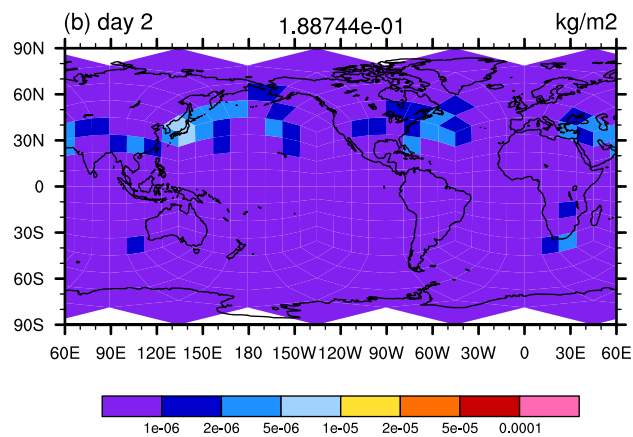 (b) day 2 1.88744e-01 kg/m2
90N
60N
30N
0
30S
60S
90S
60E 90E 120E 150E 180 150W 120W 90W 60W 30W 0 30E 60E
1e-06 2e-06 5e-06 1e-05 2e-05 5e-05 0.0001